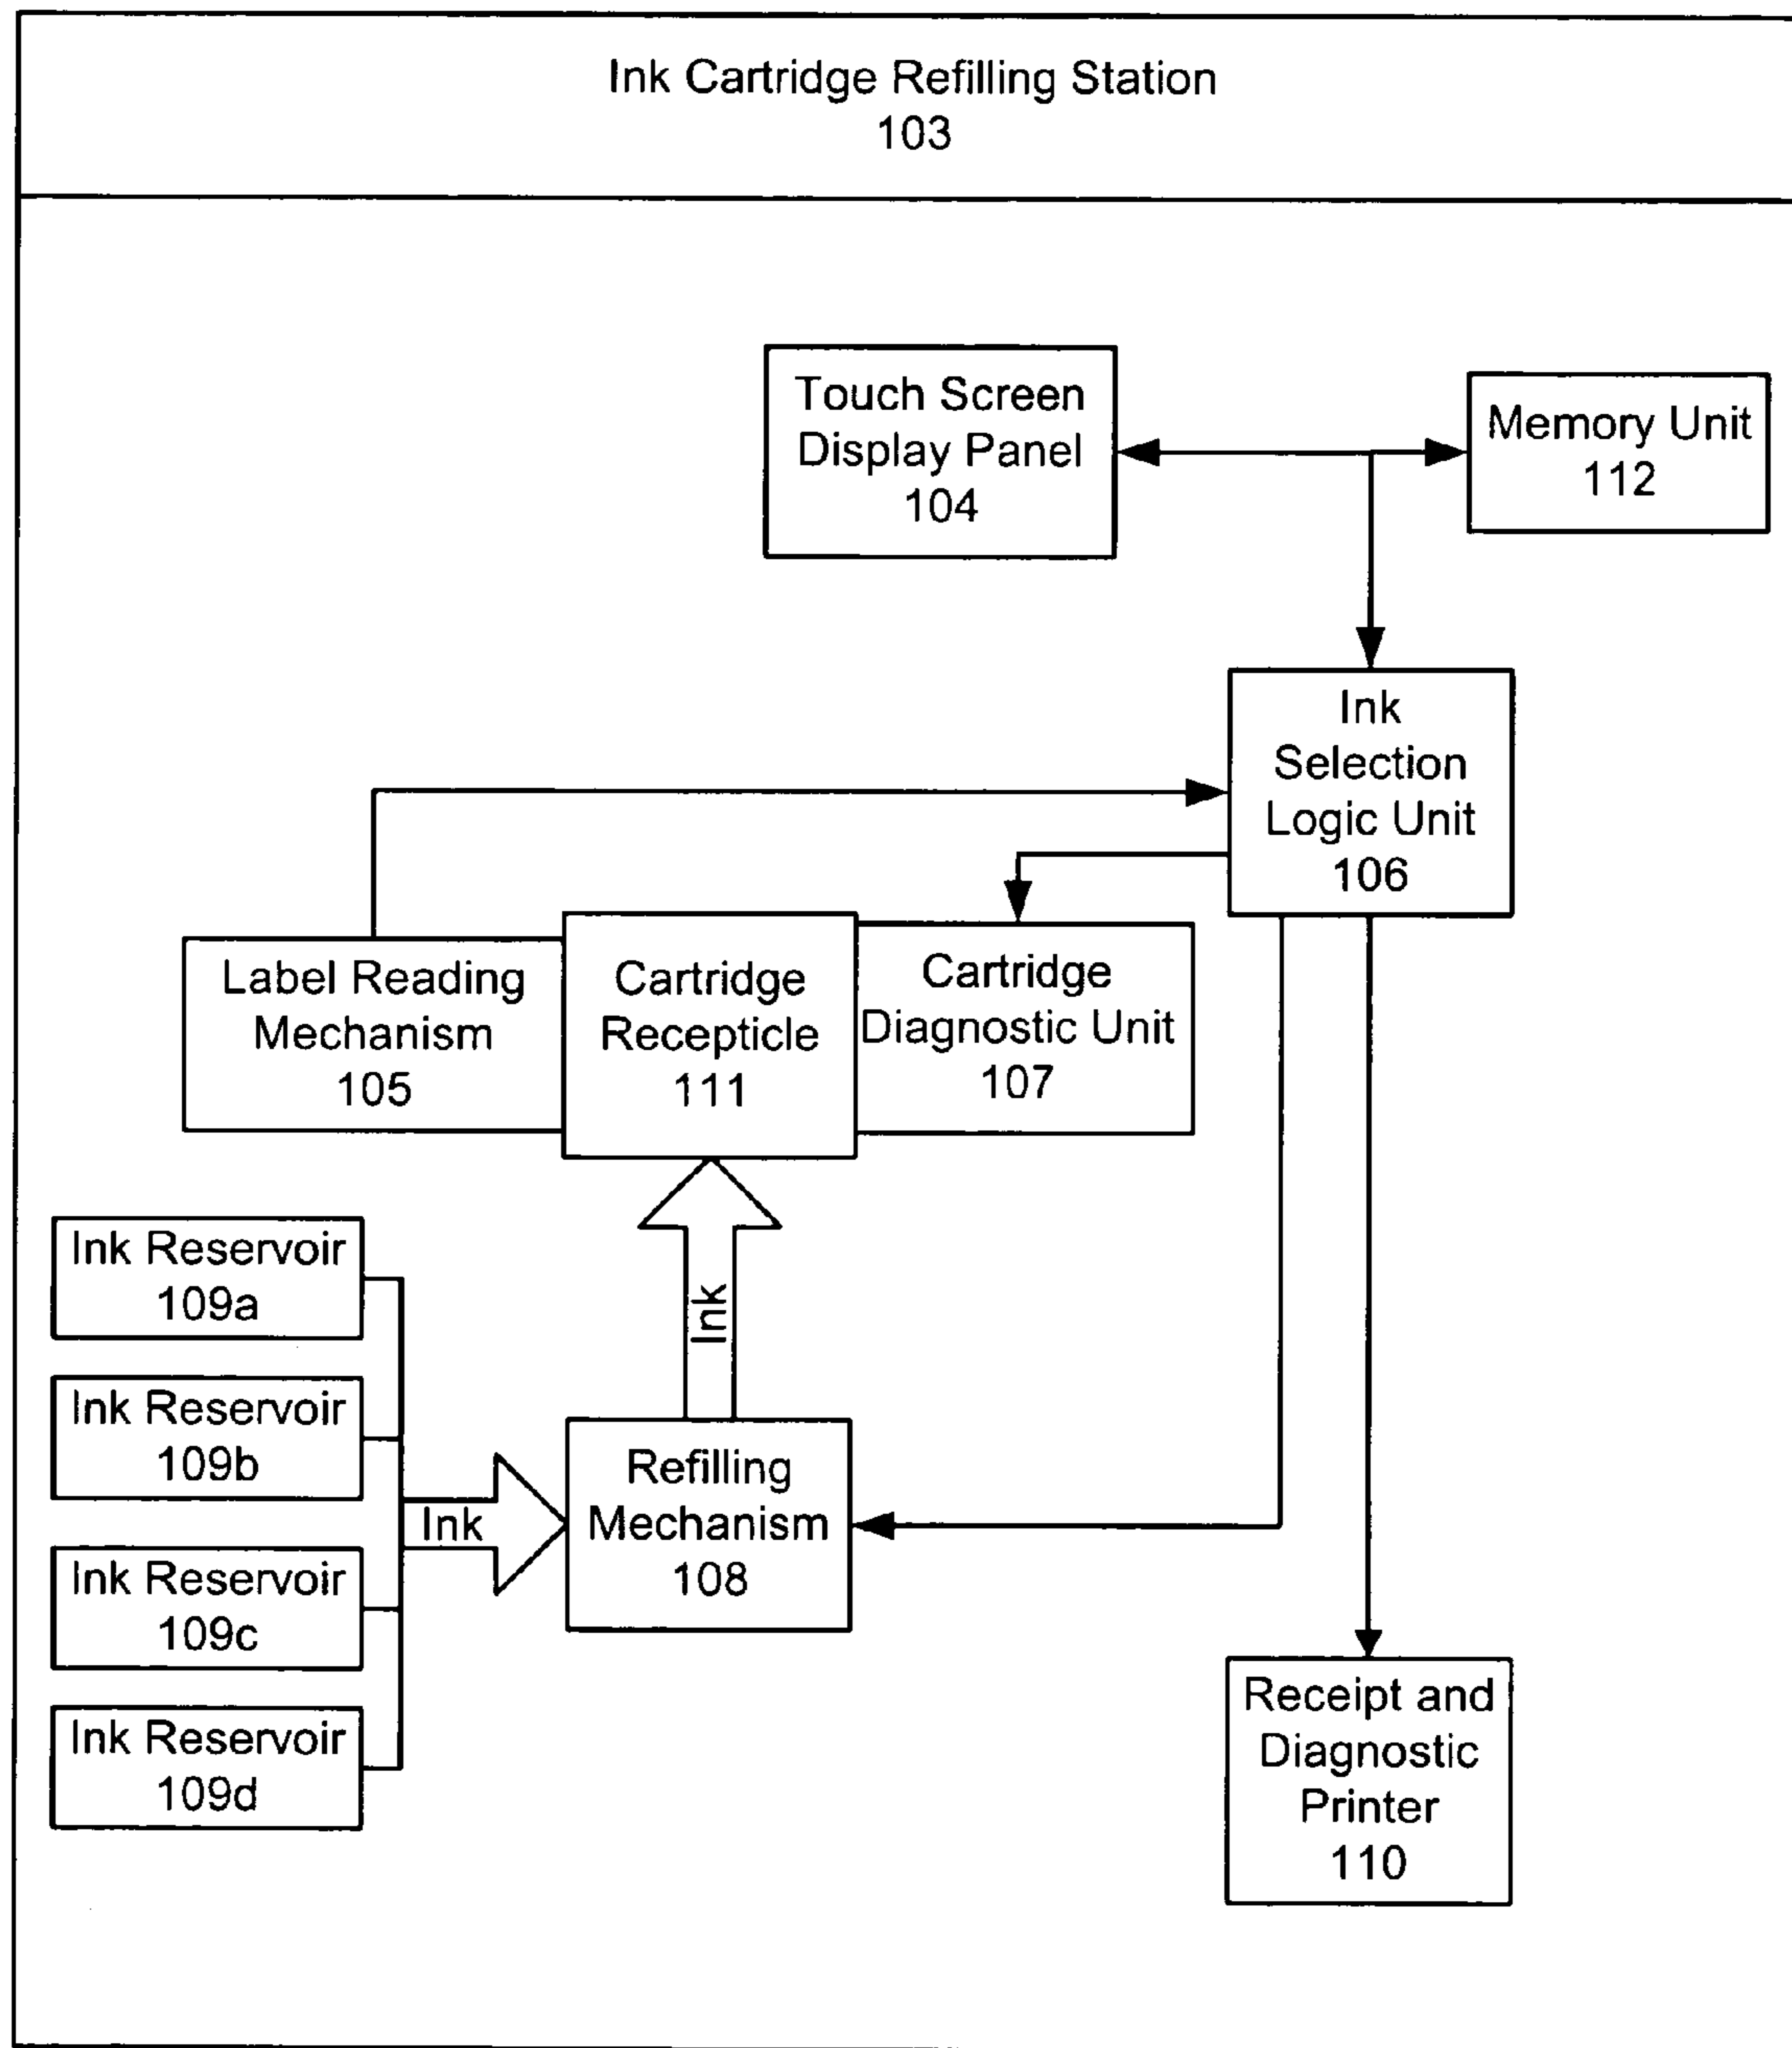 Ink Cartridge Refilling Station
103
Touch Screen
Display Panel
104
Memory Unit
112
Ink
Selection
Logic Unit
106
Label Reading
Mechanism
105
Cartridge
Recepticle
111
Cartridge
Diagnostic Unit
107
Ink Reservoir
109a
Ink Reservoir
109b
Ink Reservoir
109c
Ink Reservoir
109d
Ink
Ink
Refilling
Mechanism
108
Receipt and
Diagnostic
Printer
110